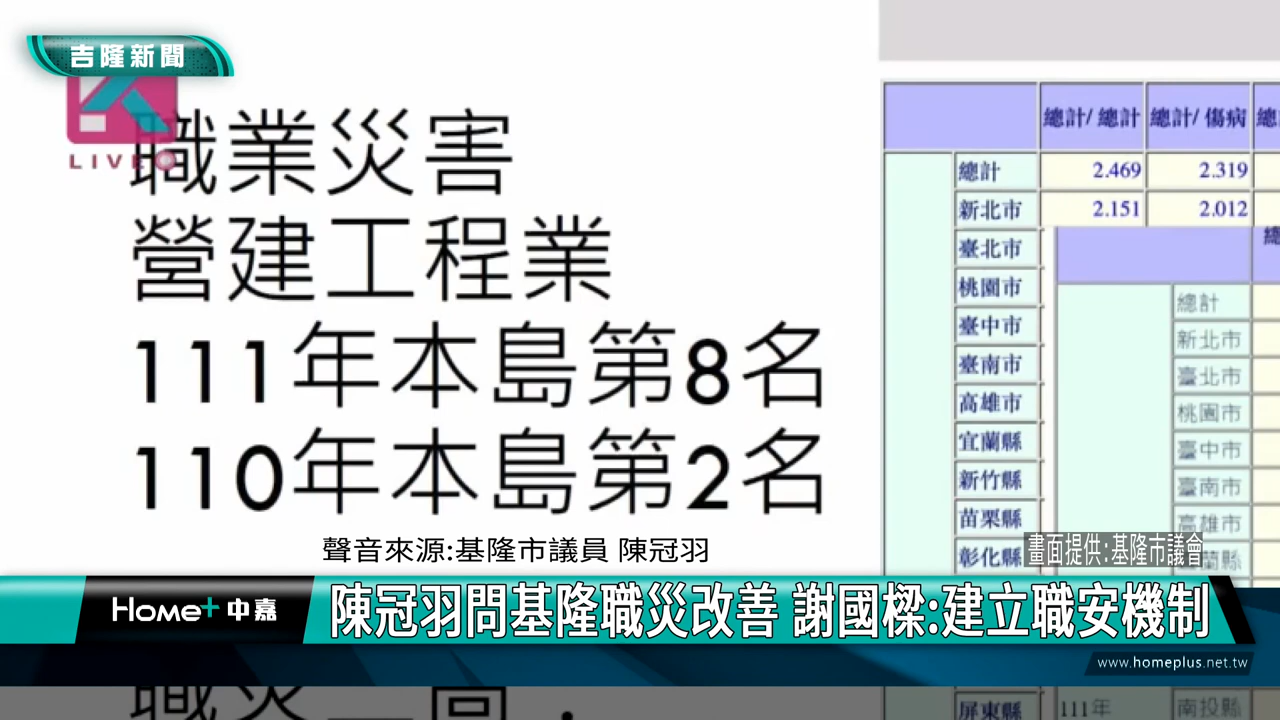 吉隆新聞
LIVE
職業災害
營建工程業
111年本島第8名
110年本島第2名
總計/ 總計
總計/ 傷病
總計 2.469 2.319
新北市 2.151 2.012
臺北市
桃園市
臺中市
臺南市
高雄市
宜蘭縣
新竹縣
苗栗縣
彰化縣
總計
新北市
臺北市
桃園市
臺中市
臺南市
高雄市
聲音來源:基隆市議員 陳冠羽
畫面提供:基隆市議會
Home+中嘉
陳冠羽問基隆職災改善 謝國樑:建立職安機制
www.homeplus.net.tw
屏東縣
111年
南投縣